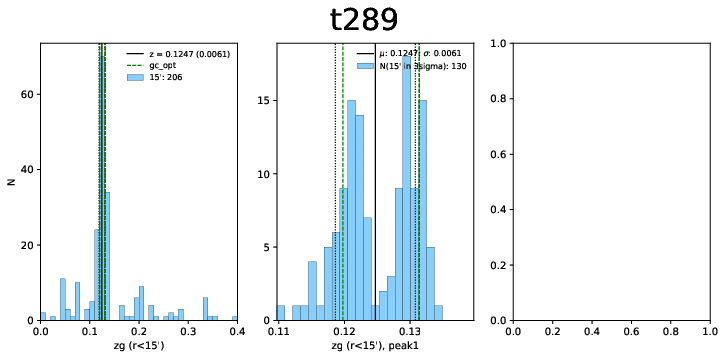 t289
z = 0.1247 (0.0061)
gc_opt
15': 206
N
0
20
40
60
0.0 0.1 0.2 0.3 0.4
zg (r<15')
μ: 0.1247; σ: 0.0061
N(15' in 3sigma): 130
0
5
10
15
0.11 0.12 0.13
zg (r<15'), peak1
1.0
0.8
0.6
0.4
0.2
0.0
0.0 0.2 0.4 0.6 0.8 1.0